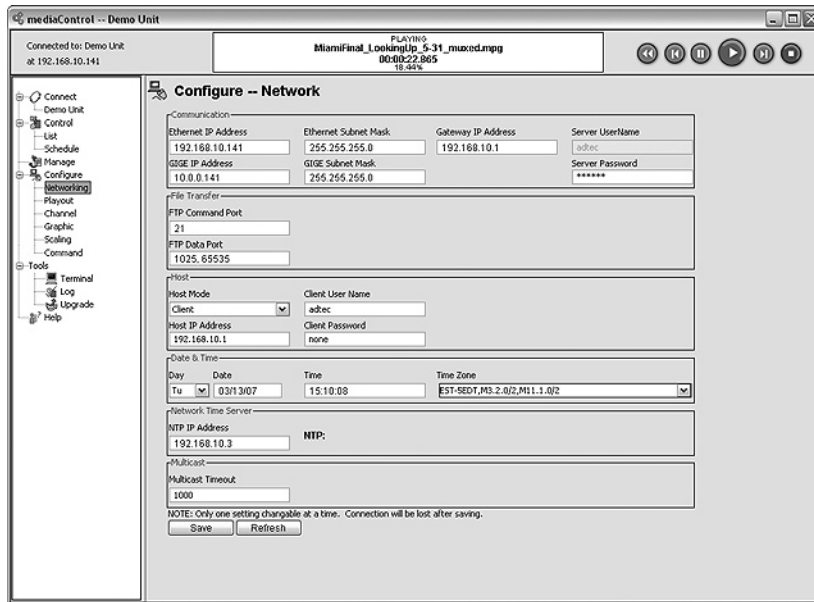 mediaControl -- Demo Unit
Connected to: Demo Unit
at 192.168.10.141
PLAYING
MiamiFinal_LookingUp_5-31_muxed.mpg
00:00:22.865
18.44%
Connect
Demo Unit
Control
List
Schedule
Manage
Configure
Networking
Playout
Channel
Graphic
Scaling
Command
Tools
Terminal
Log
Upgrade
Help
Configure -- Network
Communication
Ethernet IP Address Ethernet Subnet Mask Gateway IP Address Server UserName
192.168.10.141 255.255.255.0 192.168.10.1 adtec
GIGE IP Address GIGE Subnet Mask Server Password
10.0.0.141 255.255.255.0 ******
File Transfer
FTP Command Port
21
FTP Data Port
1025, 65535
Host
Host Mode Client User Name
Client adtec
Host IP Address Client Password
192.168.10.1 none
Date & Time
Day Date Time Time Zone
Tu 03/13/07 15:10:08 EST-5EDT,M3.2.0/2,M11.1.0/2
Network Time Server
NTP IP Address
192.168.10.3 NTP:
Multicast
Multicast Timeout
1000
NOTE: Only one setting changable at a time. Connection will be lost after saving.
Save Refresh